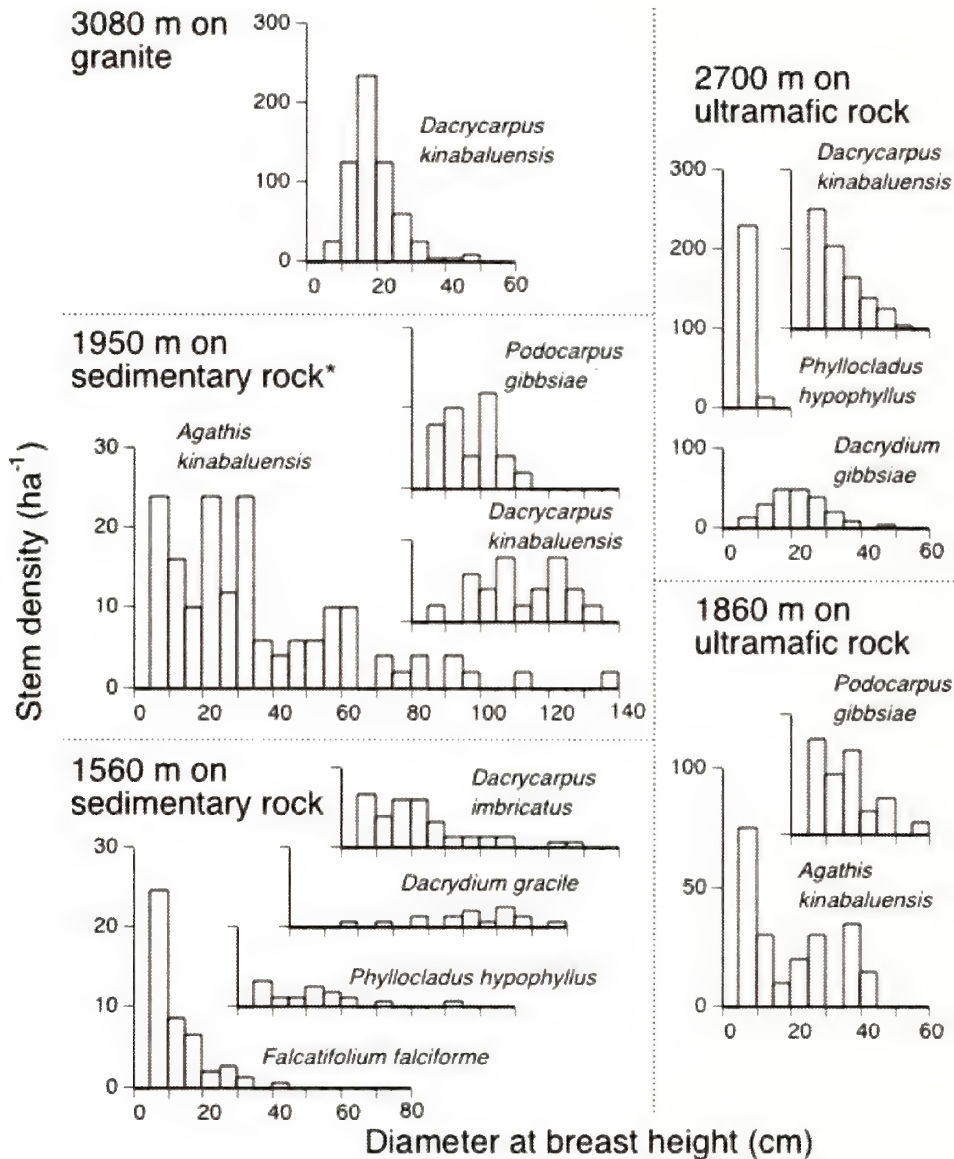 3080 m on
granite
300
200
100
0
Dacrycarpus
kinabaluensis
0 20 40 60
2700 m on
ultramafic rock
Dacrycarpus
kinabaluensis
300
200
100
0
Phyllocladus
hypophyllus
Dacrydium
gibbsiae
100
0
0 20 40 60
1950 m on
sedimentary rock*
Podocarpus
gibbsiae
Agathis
kinabaluensis
Dacrycarpus
kinabaluensis
30
20
10
0
0 20 40 60 80 100 120 140
1860 m on
ultramafic rock
Podocarpus
gibbsiae
100
50
0
Agathis
kinabaluensis
0 20 40 60
1560 m on
sedimentary rock
Dacrycarpus
imbricatus
Dacrydium gracile
Phyllocladus hypophyllus
Falcatifolium falciforme
30
20
10
0
0 20 40 60 80
Stem density (ha⁻¹)
Diameter at breast height (cm)